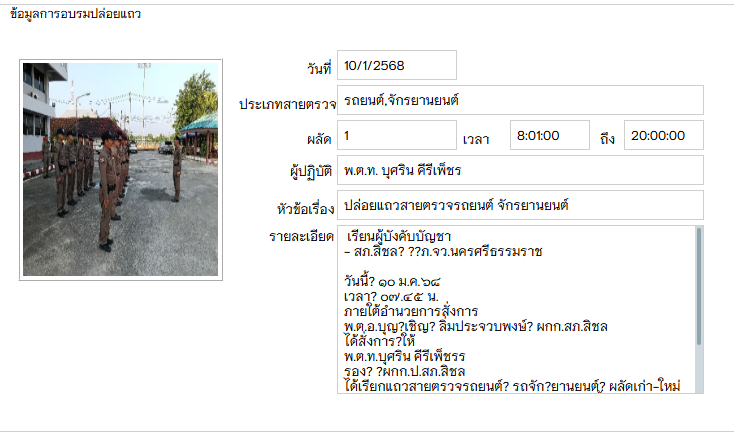 ข้อมูลการอบรมปล่อยแถว
วันที่ 10/1/2568
ประเภทสายตรวจ รถยนต์,จักรยานยนต์
ผลัด 1 เวลา 8:01:00 ถึง 20:00:00
ผู้ปฏิบัติ พ.ต.ท. บุศริน คีรีเพ็ชร
หัวข้อเรื่อง ปล่อยแถวสายตรวจรถยนต์ จักรยานยนต์
รายละเอียด เรียนผู้บังคับบัญชา
- สภ.สิชล? ??ภ.จว.นครศรีธรรมราช
วันนี้? ๑๐ ม.ค.๖๘
เวลา? ๐๗.๔๕ น.
ภายใต้อำนวยการสั่งการ
พ.ต.อ.บุญ?เชิญ? ลิ่มประจวบพงษ์? ผกก.สภ.สิชล
ได้สั่งการ?ให้
พ.ต.ท.บุศริน คีรีเพ็ชรร
รอง? ?ผกก.ป.สภ.สิชล
ได้เรียกแถวสายตรวจรถยนต์? รถจัก?ยานยนต์? ผลัดเก่า-ใหม่